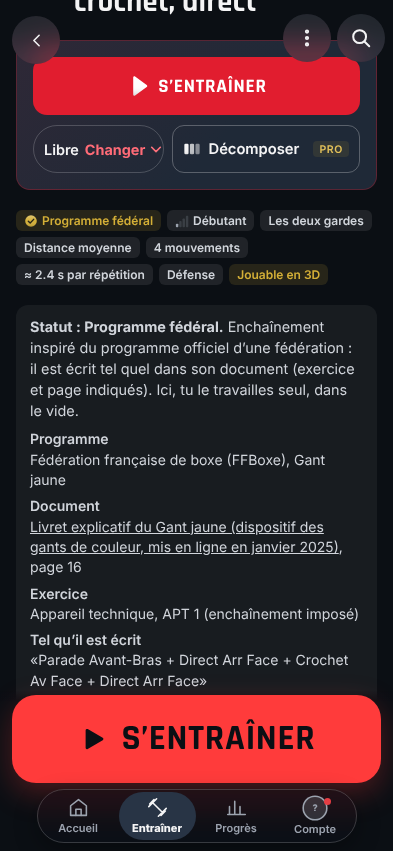 crochet, direct
S'ENTRAÎNER
Libre Changer
Décomposer PRO
Programme fédéral
Débutant
Les deux gardes
Distance moyenne
4 mouvements
≈ 2.4 s par répétition
Défense
Jouable en 3D
Statut : Programme fédéral. Enchaînement
inspiré du programme officiel d'une fédération :
il est écrit tel quel dans son document (exercice
et page indiqués). Ici, tu le travailles seul, dans
le vide.
Programme
Fédération française de boxe (FFBoxe), Gant
jaune
Document
Livret explicatif du Gant jaune (dispositif des
gants de couleur, mis en ligne en janvier 2025),
page 16
Exercice
Appareil technique, APT 1 (enchaînement imposé)
Tel qu'il est écrit
«Parade Avant-Bras + Direct Arr Face + Crochet
Av Face + Direct Arr Face»
S'ENTRAÎNER
Accueil
Entraîner
Progrès
?
Compte